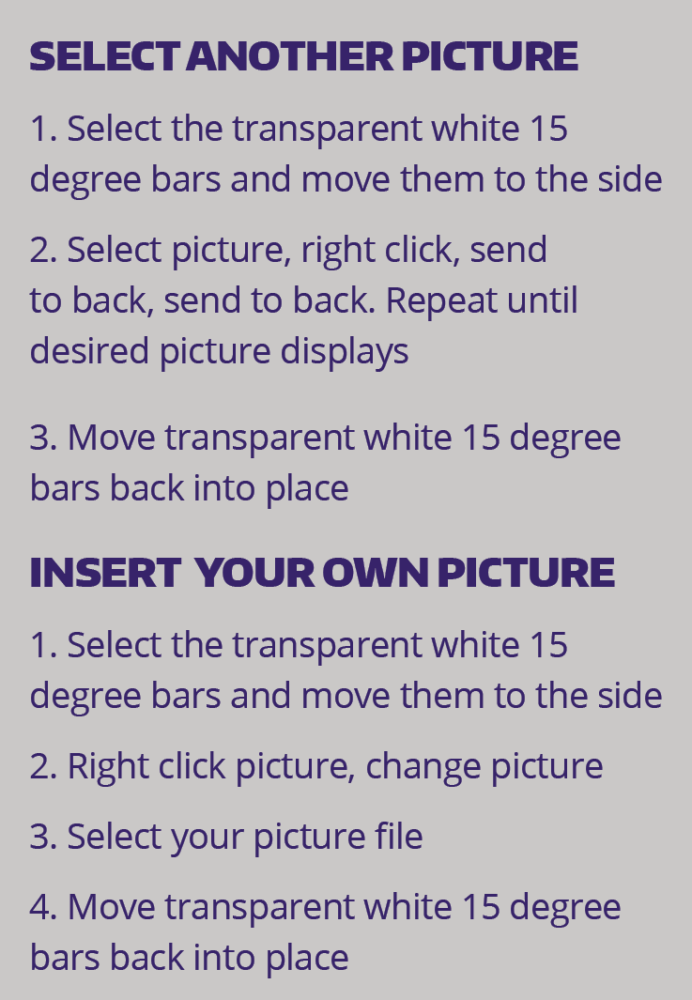 SELECT ANOTHER PICTURE
1. Select the transparent white 15
degree bars and move them to the side
2. Select picture, right click, send
to back, send to back. Repeat until
desired picture displays
3. Move transparent white 15 degree
bars back into place
INSERT YOUR OWN PICTURE
1. Select the transparent white 15
degree bars and move them to the side
2. Right click picture, change picture
3. Select your picture file
4. Move transparent white 15 degree
bars back into place